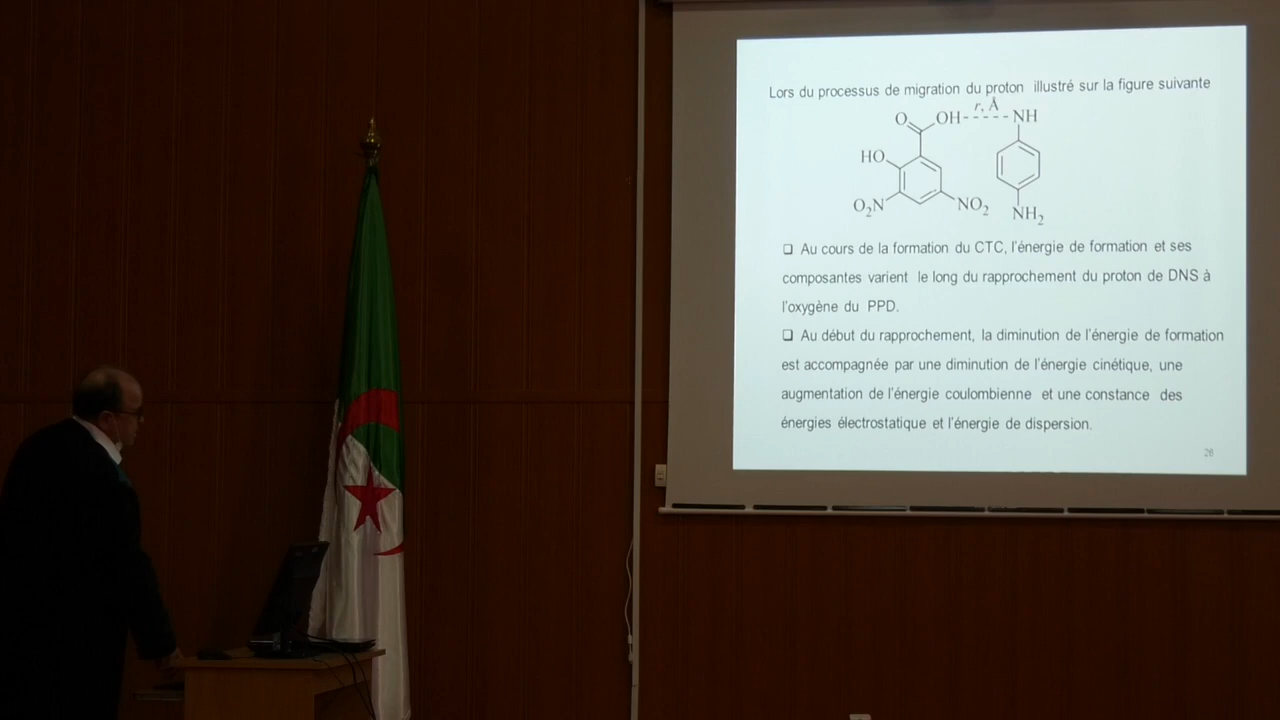 Lors du processus de migration du proton illustré sur la figure suivante
r, Å
O OH NH
HO
O₂N NO₂ NH₂
❑ Au cours de la formation du CTC, l'énergie de formation et ses
composantes varient le long du rapprochement du proton de DNS à
l'oxygène du PPD.
❑ Au début du rapprochement, la diminution de l'énergie de formation
est accompagnée par une diminution de l'énergie cinétique, une
augmentation de l'énergie coulombienne et une constance des
énergies électrostatique et l'énergie de dispersion.
26